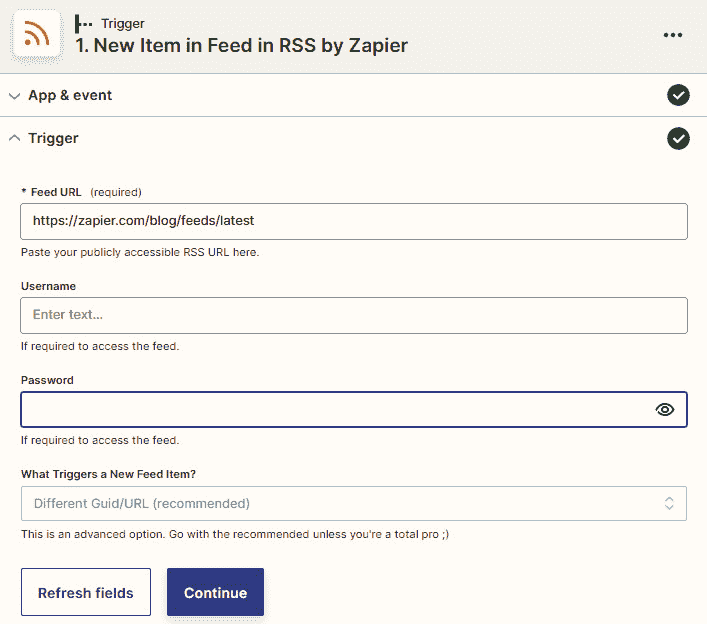 Trigger
1. New Item in Feed in RSS by Zapier
App & event
Trigger
* Feed URL (required)
https://zapier.com/blog/feeds/latest
Paste your publicly accessible RSS URL here.
Username
Enter text...
If required to access the feed.
Password
If required to access the feed.
What Triggers a New Feed Item?
Different Guid/URL (recommended)
This is an advanced option. Go with the recommended unless you're a total pro ;)
Refresh fields
Continue